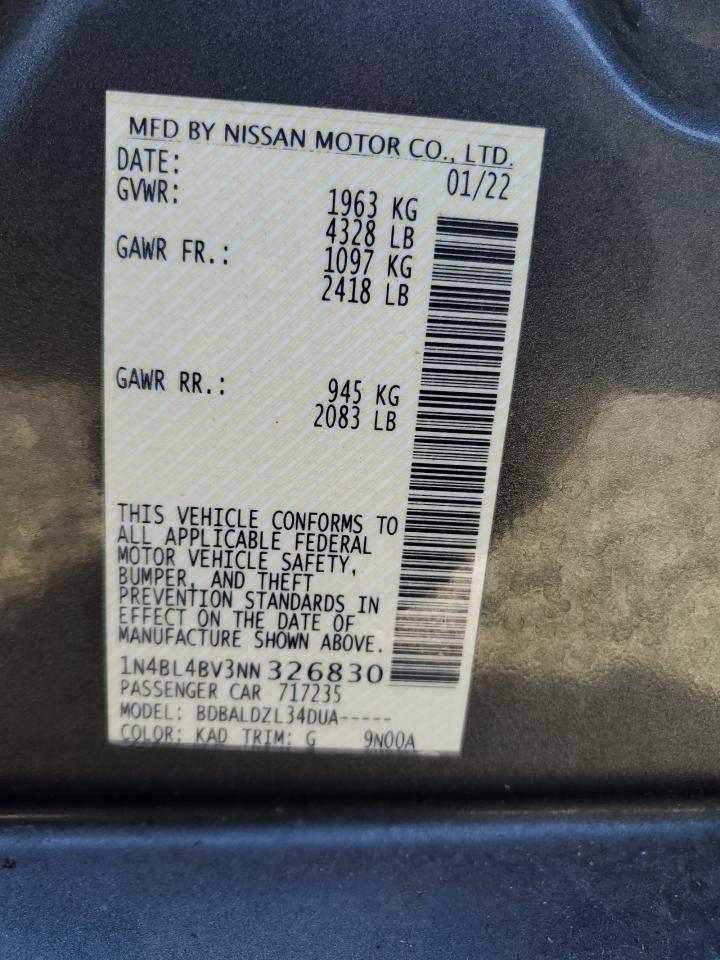 MFD BY NISSAN MOTOR CO., LTD.
DATE: 01/22
GVWR: 1963 KG
4328 LB
GAWR FR.: 1097 KG
2418 LB
GAWR RR.: 945 KG
2083 LB
THIS VEHICLE CONFORMS TO
ALL APPLICABLE FEDERAL
MOTOR VEHICLE SAFETY,
BUMPER, AND THEFT
PREVENTION STANDARDS IN
EFFECT ON THE DATE OF
MANUFACTURE SHOWN ABOVE.
1N4BL4BV3NN326830
PASSENGER CAR 717235
MODEL: BDBALDZL34DUA-----
COLOR: KAD TRIM: G 9N00A